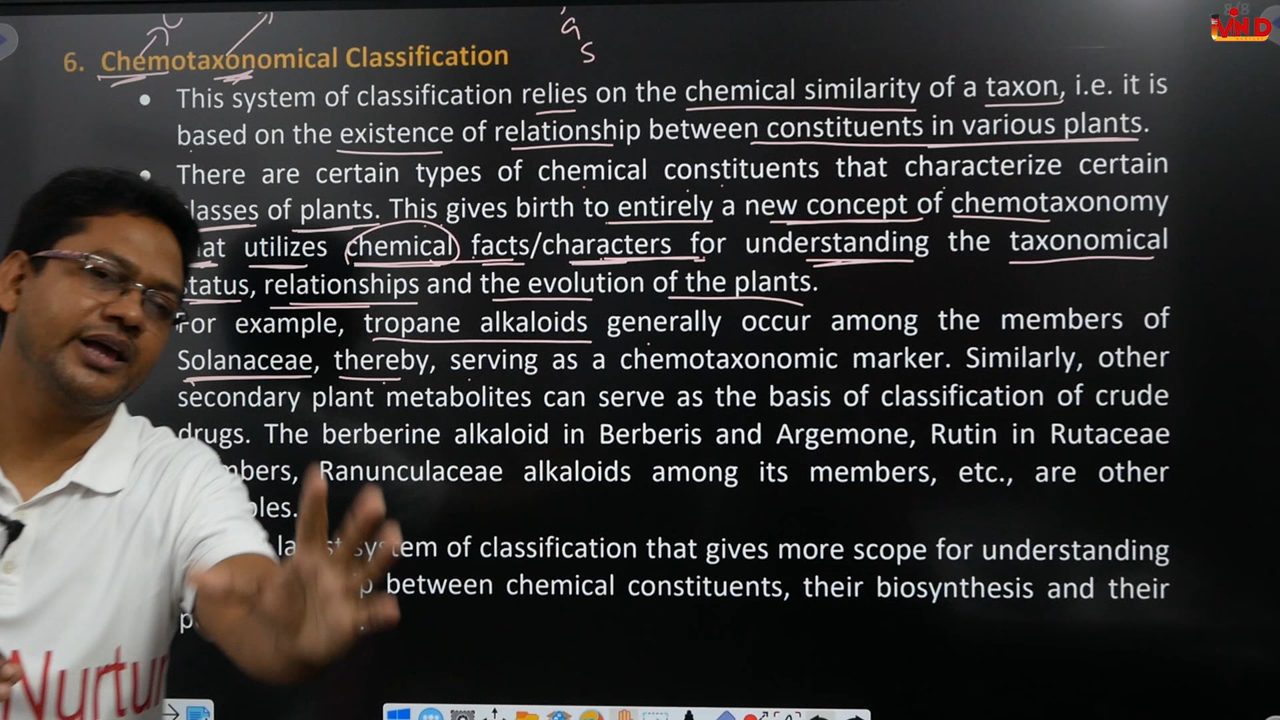 8/8
MIND
a
s
6. Chemotaxonomical Classification
• This system of classification relies on the chemical similarity of a taxon, i.e. it is
based on the existence of relationship between constituents in various plants.
• There are certain types of chemical constituents that characterize certain
lasses of plants. This gives birth to entirely a new concept of chemotaxonomy
hat utilizes chemical facts/characters for understanding the taxonomical
tatus, relationships and the evolution of the plants.
For example, tropane alkaloids generally occur among the members of
Solanaceae, thereby, serving as a chemotaxonomic marker. Similarly, other
secondary plant metabolites can serve as the basis of classification of crude
drugs. The berberine alkaloid in Berberis and Argemone, Rutin in Rutaceae
mbers, Ranunculaceae alkaloids among its members, etc., are other
ples.
system of classification that gives more scope for understanding
between chemical constituents, their biosynthesis and their
Nurtur